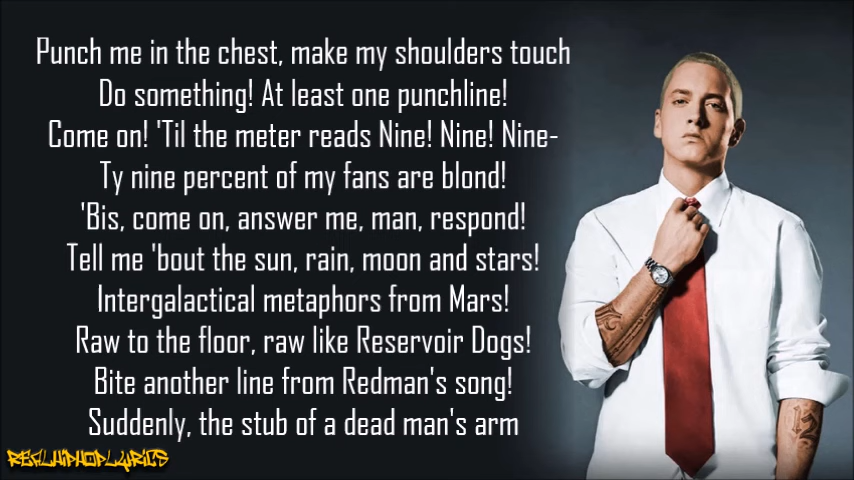 Punch me in the chest, make my shoulders touch
Do something! At least one punchline!
Come on! 'Til the meter reads Nine! Nine! Nine-
Ty nine percent of my fans are blond!
'Bis, come on, answer me, man, respond!
Tell me 'bout the sun, rain, moon and stars!
Intergalactical metaphors from Mars!
Raw to the floor, raw like Reservoir Dogs!
Bite another line from Redman's song!
Suddenly, the stub of a dead man's arm
REALHIPHOPLYRICS
12